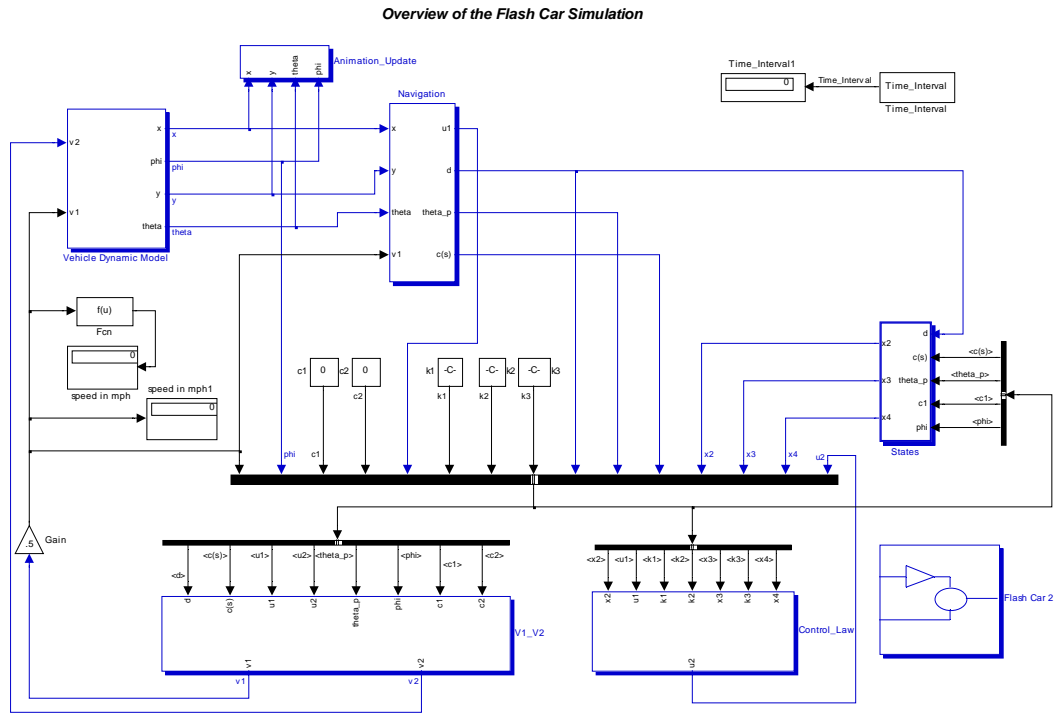 Overview of the Flash Car Simulation
x
y
theta
phi
Animation_Update
Time_Interval1
0
Time_Interval
Time_Interval
Time_Interval
Navigation
x
y
theta
v1
u1
d
theta_p
c(s)
v2
v1
x
phi
y
theta
x
phi
y
theta
Vehicle Dynamic Model
f(u)
Fcn
0
speed in mph
speed in mph1
0
c1
0
c2
0
c2
k1
-C-
k1
-C-
k2
k2
-C-
k3
k3
d
c(s)
theta_p
c1
phi
x2
x3
x4
States
<c(s)>
<theta_p>
<c1>
<phi>
phi
c1
x2
x3
x4
u2
.5
Gain
<d>
<c(s)>
<u1>
<u2>
<theta_p>
<phi>
<c1>
<c2>
d
c(s)
u1
u2
theta_p
phi
c1
c2
V1_V2
v1
v2
v1
v2
<x2>
<u1>
<k1>
<k2>
<x3>
<k3>
<x4>
x2
u1
k1
k2
x3
k3
x4
Control_Law
u2
Flash Car 2